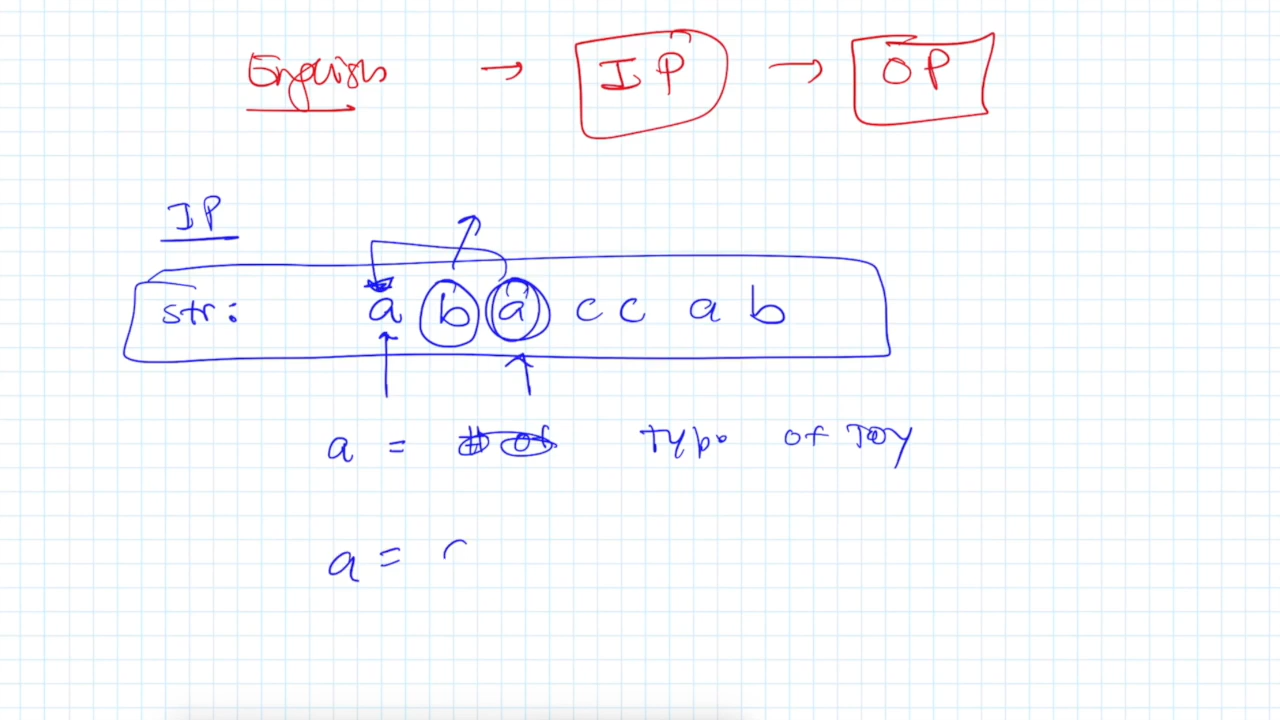 English → IP → OP
IP
str: a b a c c a b
a = type of Toy
a =